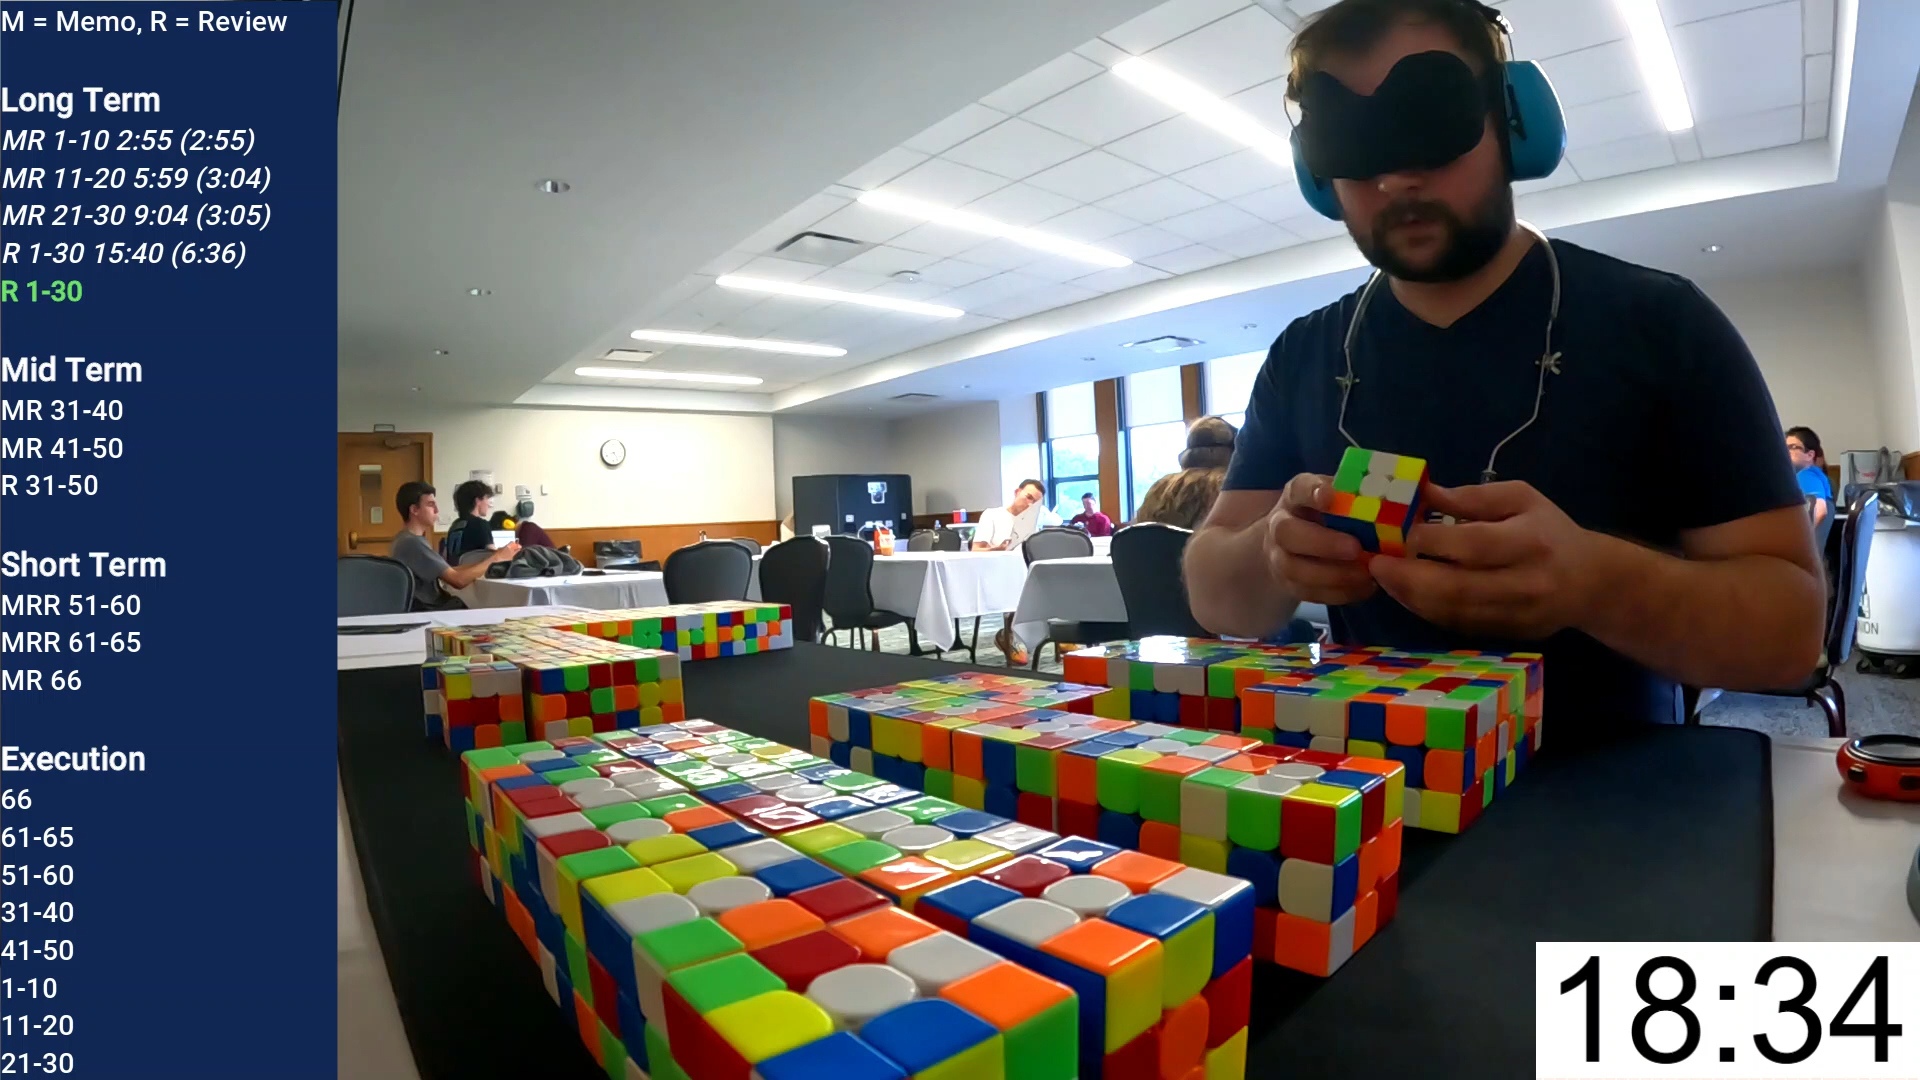 M = Memo, R = Review
Long Term
MR 1-10 2:55 (2:55)
MR 11-20 5:59 (3:04)
MR 21-30 9:04 (3:05)
R 1-30 15:40 (6:36)
R 1-30
Mid Term
MR 31-40
MR 41-50
R 31-50
Short Term
MRR 51-60
MRR 61-65
MR 66
Execution
66
61-65
51-60
31-40
41-50
1-10
11-20
21-30
18:34